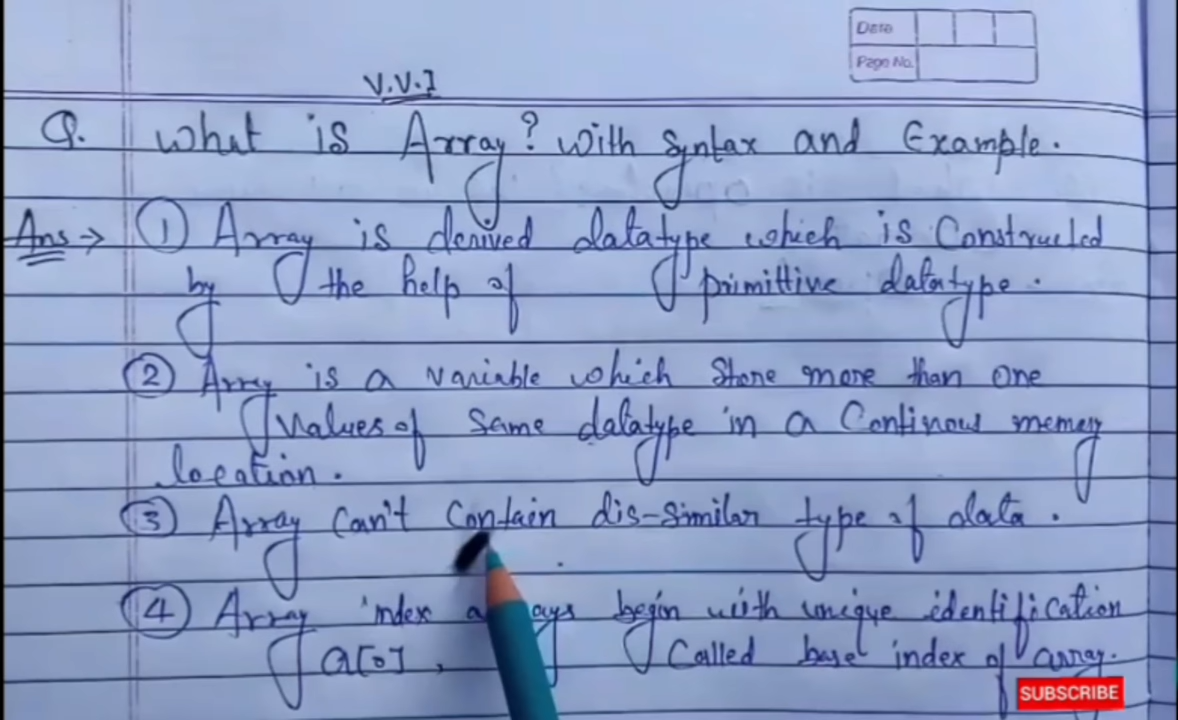 Date
Page No.
V.V.I
Q. What is Array? With Syntax and Example.
Ans → ① Array is derived datatype which is Constructed
by the help of primittive datatype.
② Array is a variable which Store more than one
values of Same datatype in a Continous memory
location.
③ Array Can't Contain dis-similar type of data.
④ Array index always begin with unique identification
a[0], Called base index of array.
SUBSCRIBE